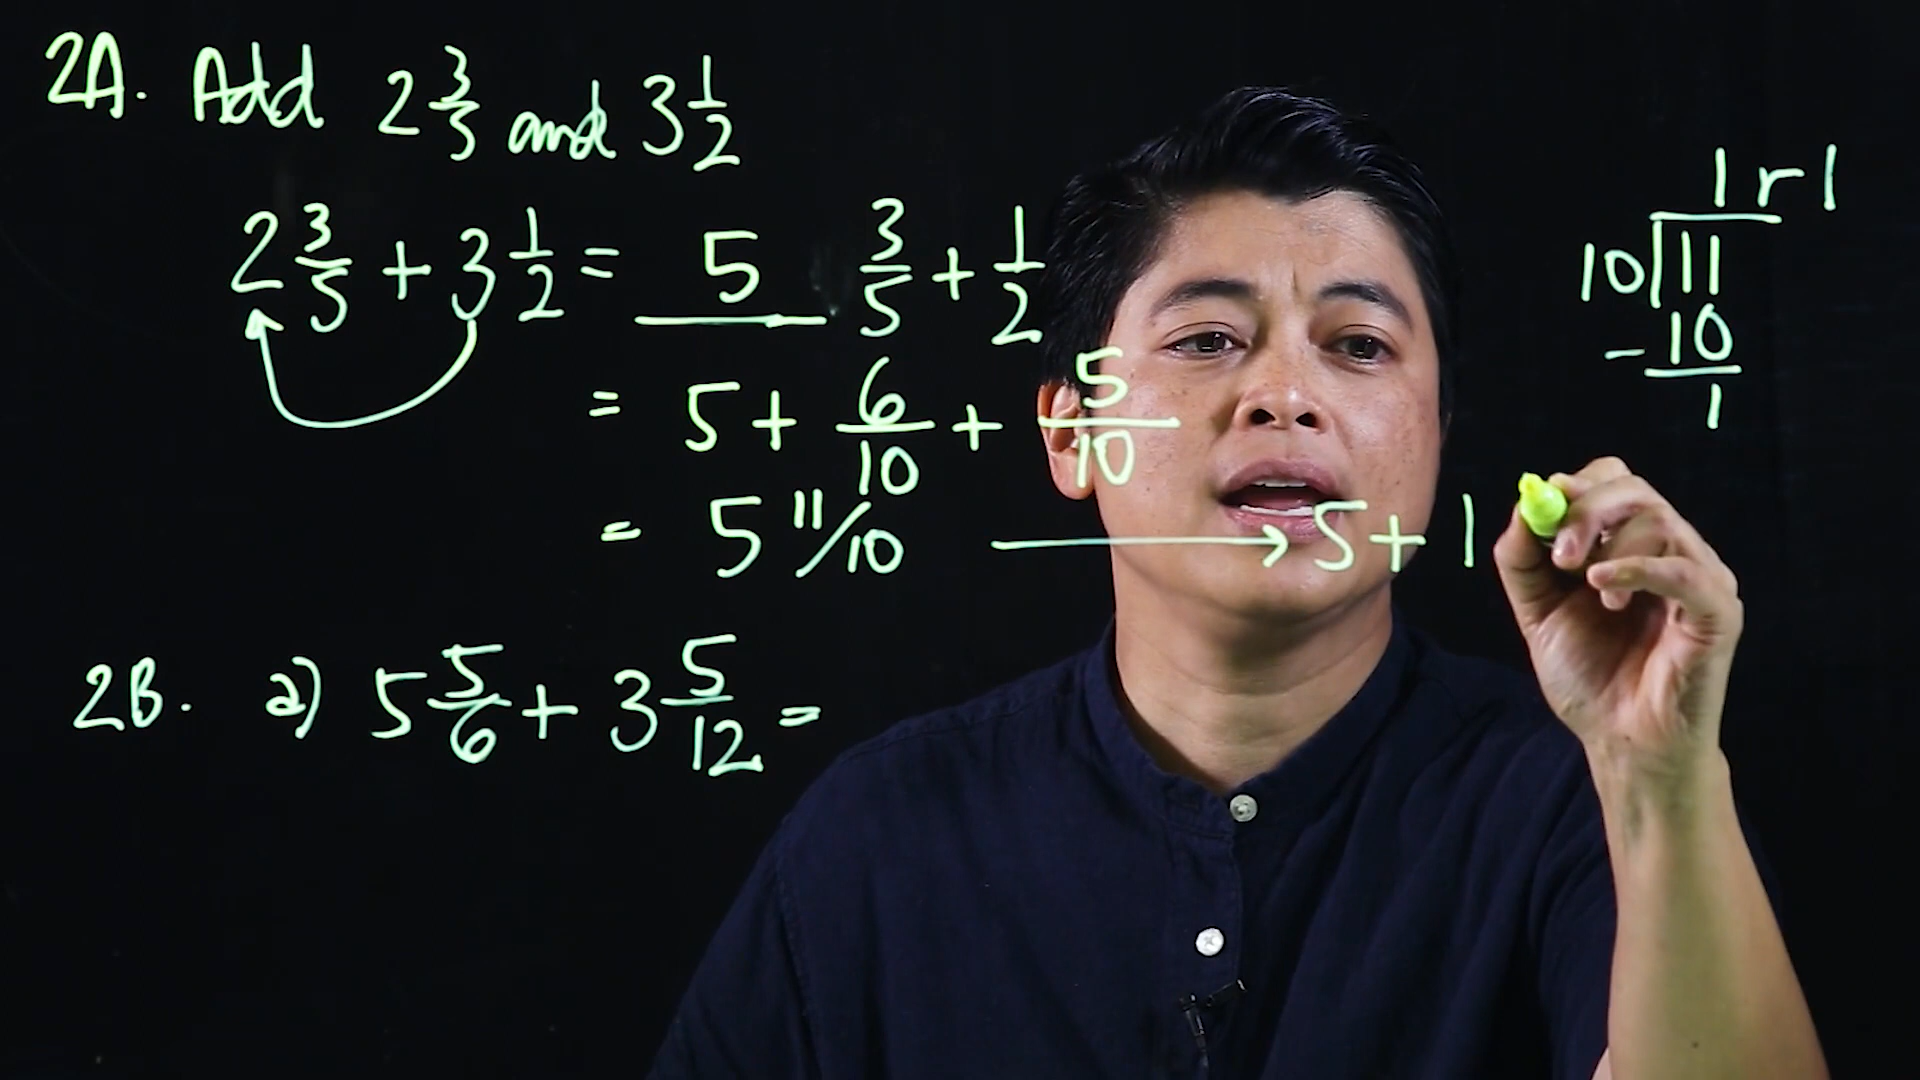 2A. Add 2 3/5 and 3 1/2
2 3/5 + 3 1/2 = 5 3/5 + 1/2
= 5 + 6/10 + 5/10
= 5 11/10 → 5 + 1
2B. a) 5 5/6 + 3 5/12 =
1 r 1
10 11
- 10
1